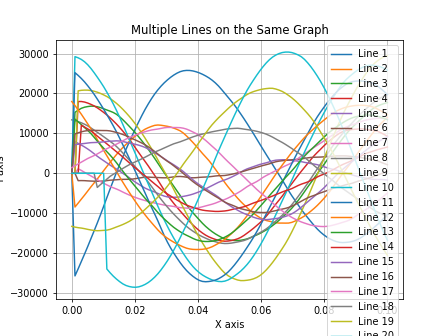 Multiple Lines on the Same Graph
30000
20000
10000
0
−10000
−20000
−30000
0.00
0.02
0.04
0.06
X axis
Line 1
Line 2
Line 3
Line 4
Line 5
Line 6
Line 7
Line 8
Line 9
Line 10
Line 11
Line 12
Line 13
Line 14
Line 15
Line 16
Line 17
Line 18
Line 19
Line 20